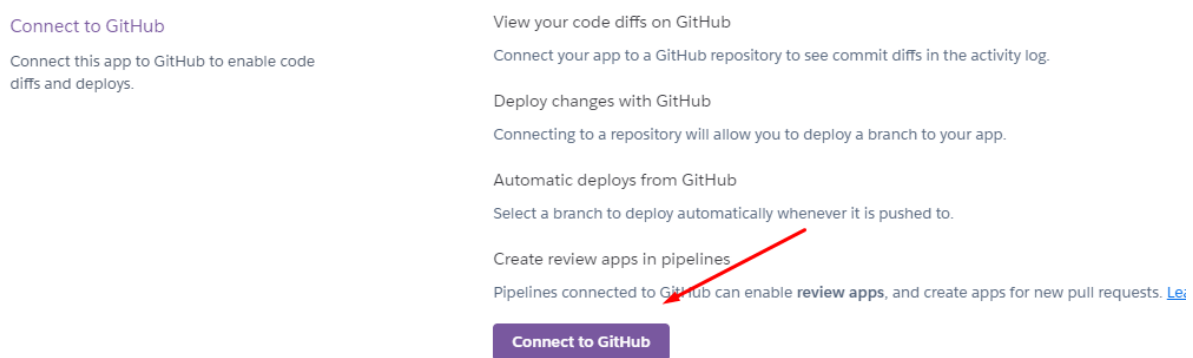 Connect to GitHub
Connect this app to GitHub to enable code
diffs and deploys.
View your code diffs on GitHub
Connect your app to a GitHub repository to see commit diffs in the activity log.
Deploy changes with GitHub
Connecting to a repository will allow you to deploy a branch to your app.
Automatic deploys from GitHub
Select a branch to deploy automatically whenever it is pushed to.
Create review apps in pipelines
Pipelines connected to GitHub can enable review apps, and create apps for new pull requests.
Connect to GitHub